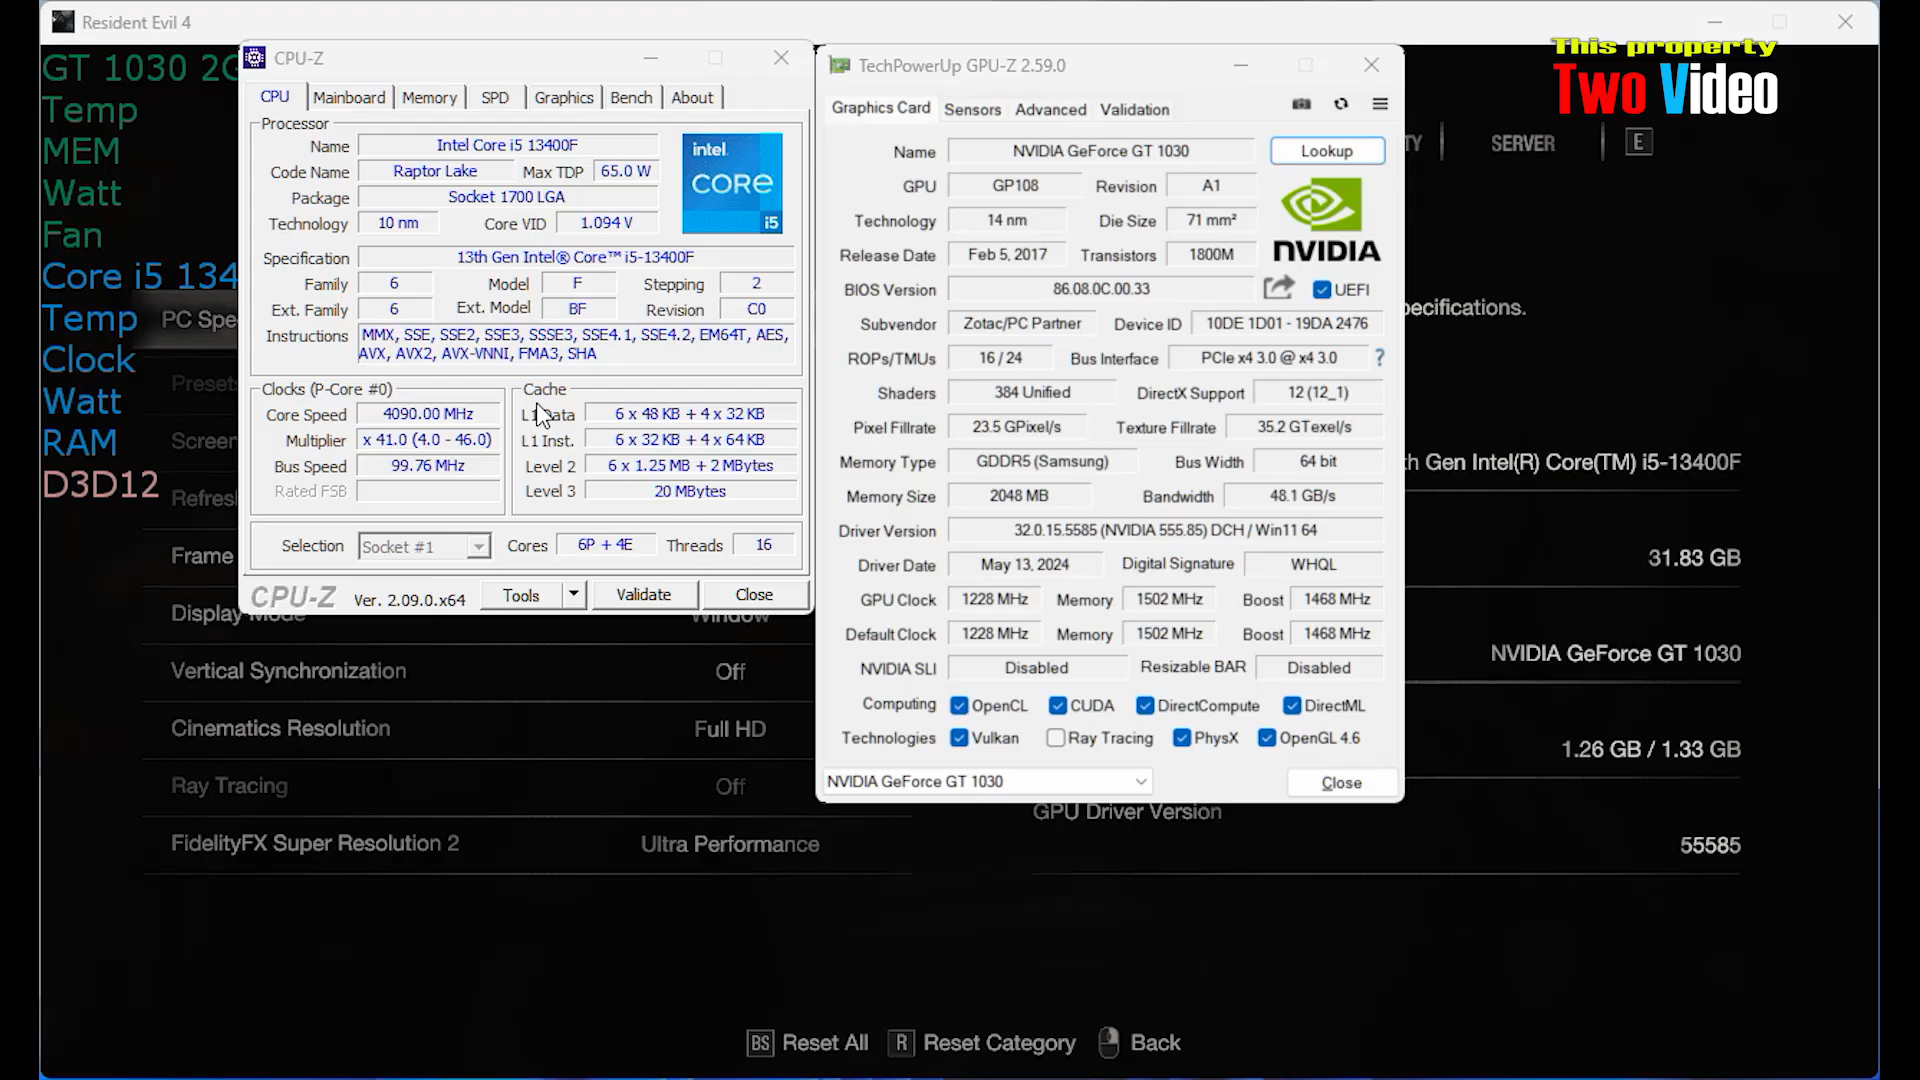 Resident Evil 4
This property
Two Video
GT 1030 2G
Temp
MEM
Watt
Fan
Core i5 134
Temp
Clock
Watt
RAM
D3D12
CPU-Z
CPU Mainboard Memory SPD Graphics Bench About
Processor
Name Intel Core i5 13400F
Code Name Raptor Lake Max TDP 65.0 W
Package Socket 1700 LGA
Technology 10 nm Core VID 1.094 V
intel
CORE
i5
Specification 13th Gen Intel® Core™ i5-13400F
Family 6 Model F Stepping 2
Ext. Family 6 Ext. Model BF Revision C0
Instructions MMX, SSE, SSE2, SSE3, SSSE3, SSE4.1, SSE4.2, EM64T, AES,
AVX, AVX2, AVX-VNNI, FMA3, SHA
Clocks (P-Core #0)
Core Speed 4090.00 MHz
Multiplier x 41.0 (4.0 - 46.0)
Bus Speed 99.76 MHz
Rated FSB
Cache
L1 Data 6 x 48 KB + 4 x 32 KB
L1 Inst. 6 x 32 KB + 4 x 64 KB
Level 2 6 x 1.25 MB + 2 MBytes
Level 3 20 MBytes
Selection Socket #1 Cores 6P + 4E Threads 16
CPU-Z Ver. 2.09.0.x64 Tools Validate Close
TechPowerUp GPU-Z 2.59.0
Graphics Card Sensors Advanced Validation
Name NVIDIA GeForce GT 1030 Lookup
GPU GP108 Revision A1
Technology 14 nm Die Size 71 mm²
Release Date Feb 5, 2017 Transistors 1800M
NVIDIA
BIOS Version 86.08.0C.00.33 UEFI
Subvendor Zotac/PC Partner Device ID 10DE 1D01 - 19DA 2476
ROPs/TMUs 16 / 24 Bus Interface PCIe x4 3.0 @ x4 3.0 ?
Shaders 384 Unified DirectX Support 12 (12_1)
Pixel Fillrate 23.5 GPixel/s Texture Fillrate 35.2 GTexel/s
Memory Type GDDR5 (Samsung) Bus Width 64 bit
Memory Size 2048 MB Bandwidth 48.1 GB/s
Driver Version 32.0.15.5585 (NVIDIA 555.85) DCH / Win11 64
Driver Date May 13, 2024 Digital Signature WHQL
GPU Clock 1228 MHz Memory 1502 MHz Boost 1468 MHz
Default Clock 1228 MHz Memory 1502 MHz Boost 1468 MHz
NVIDIA SLI Disabled Resizable BAR Disabled
Computing OpenCL CUDA DirectCompute DirectML
Technologies Vulkan Ray Tracing PhysX OpenGL 4.6
NVIDIA GeForce GT 1030 Close
TY SERVER E
PC Spe
ecifications.
Presets
Screen
Refres
Frame
Display Mode Window
Vertical Synchronization Off
Cinematics Resolution Full HD
Ray Tracing Off
FidelityFX Super Resolution 2 Ultra Performance
h Gen Intel(R) Core(TM) i5-13400F
31.83 GB
NVIDIA GeForce GT 1030
1.26 GB / 1.33 GB
GPU Driver Version
55585
BS Reset All R Reset Category Back